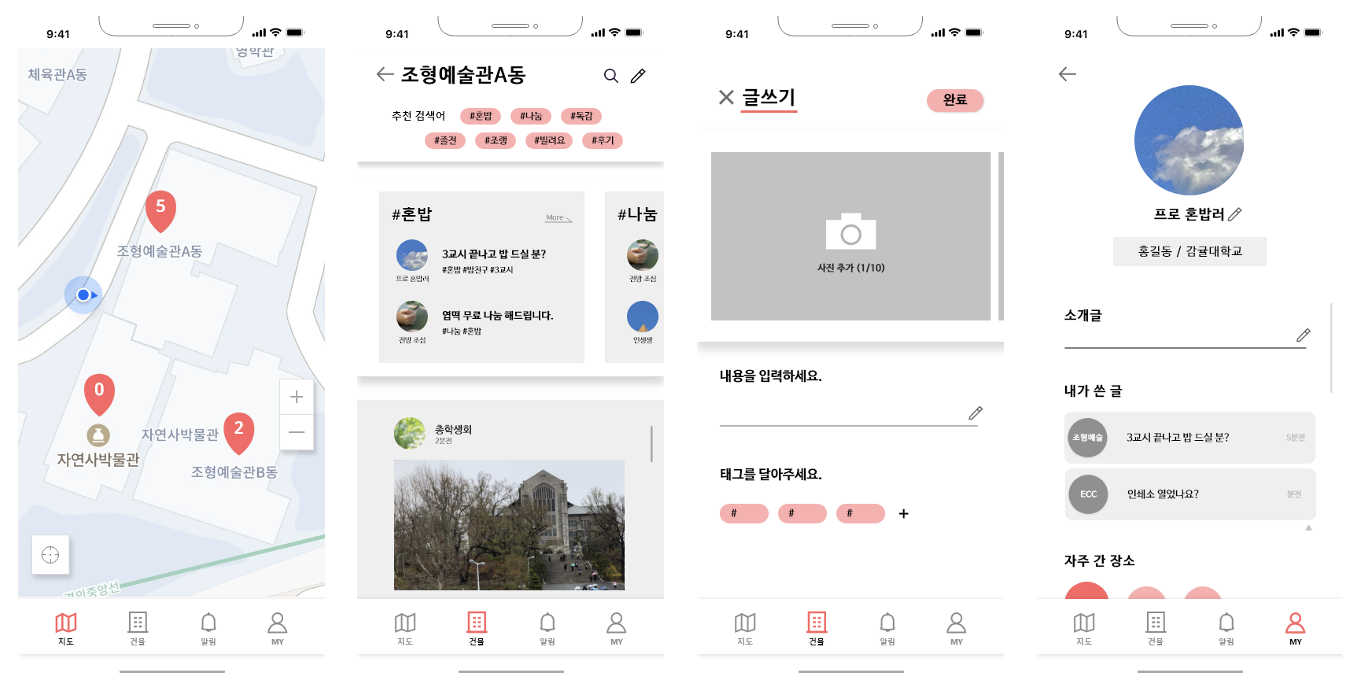 9:41
영학관
체육관A동
5
조형예술관A동
0
자연사박물관
자연사박물관
2
조형예술관B동
경의중앙선
지도
건물
알림
MY
9:41
조형예술관A동
추천 검색어 #혼밥 #나눔 #독감
#졸전 #조랭 #빌려요 #후기
#혼밥
More
프로 혼밥러
3교시 끝나고 밥 드실 분?
#혼밥 #밥친구 #3교시
전방 조심
엽떡 무료 나눔 해드립니다.
#나눔 #혼밥
#나눔
전방 조심
인생샷
총학생회
2분전
지도
건물
알림
MY
9:41
글쓰기
완료
사진 추가 (1/10)
내용을 입력하세요.
태그를 달아주세요.
# # # +
지도
건물
알림
MY
9:41
프로 혼밥러
홍길동 / 감귤대학교
소개글
내가 쓴 글
조형예술
3교시 끝나고 밥 드실 분?
5분전
ECC
인쇄소 열었나요?
분전
자주 간 장소
지도
건물
알림
MY